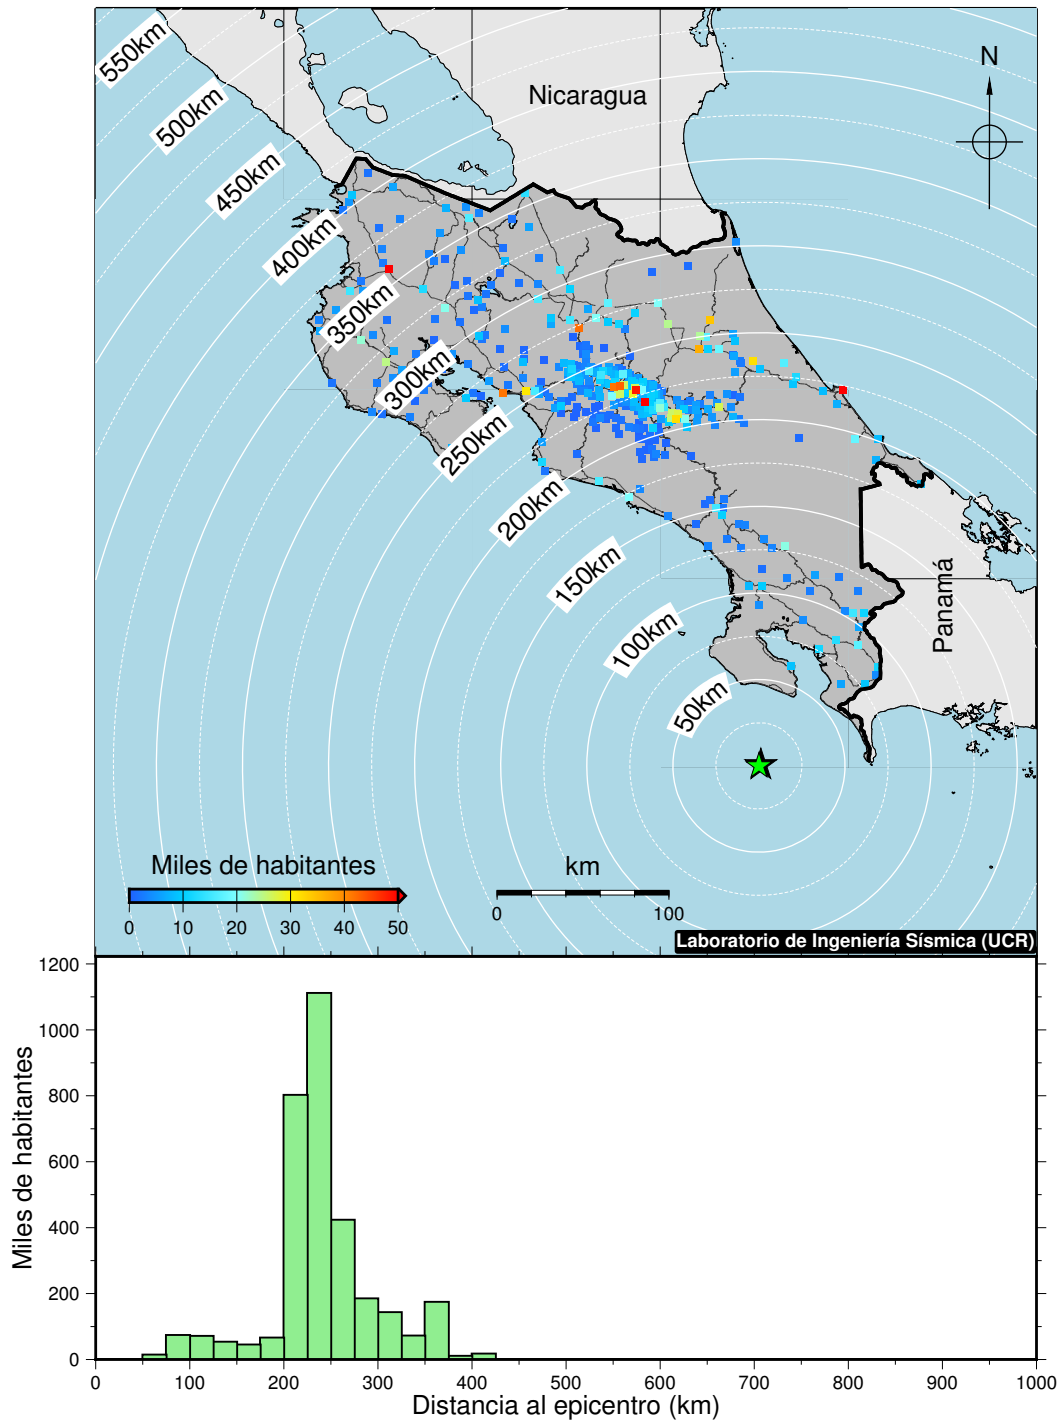 550km
500km
450km
400km
350km
300km
250km
200km
150km
100km
50km
Nicaragua
N
Panamá
Miles de habitantes
0 10 20 30 40 50
km
0 100
Laboratorio de Ingeniería Sísmica (UCR)
Miles de habitantes
1200
1000
800
600
400
200
0
0 100 200 300 400 500 600 700 800 900 1000
Distancia al epicentro (km)